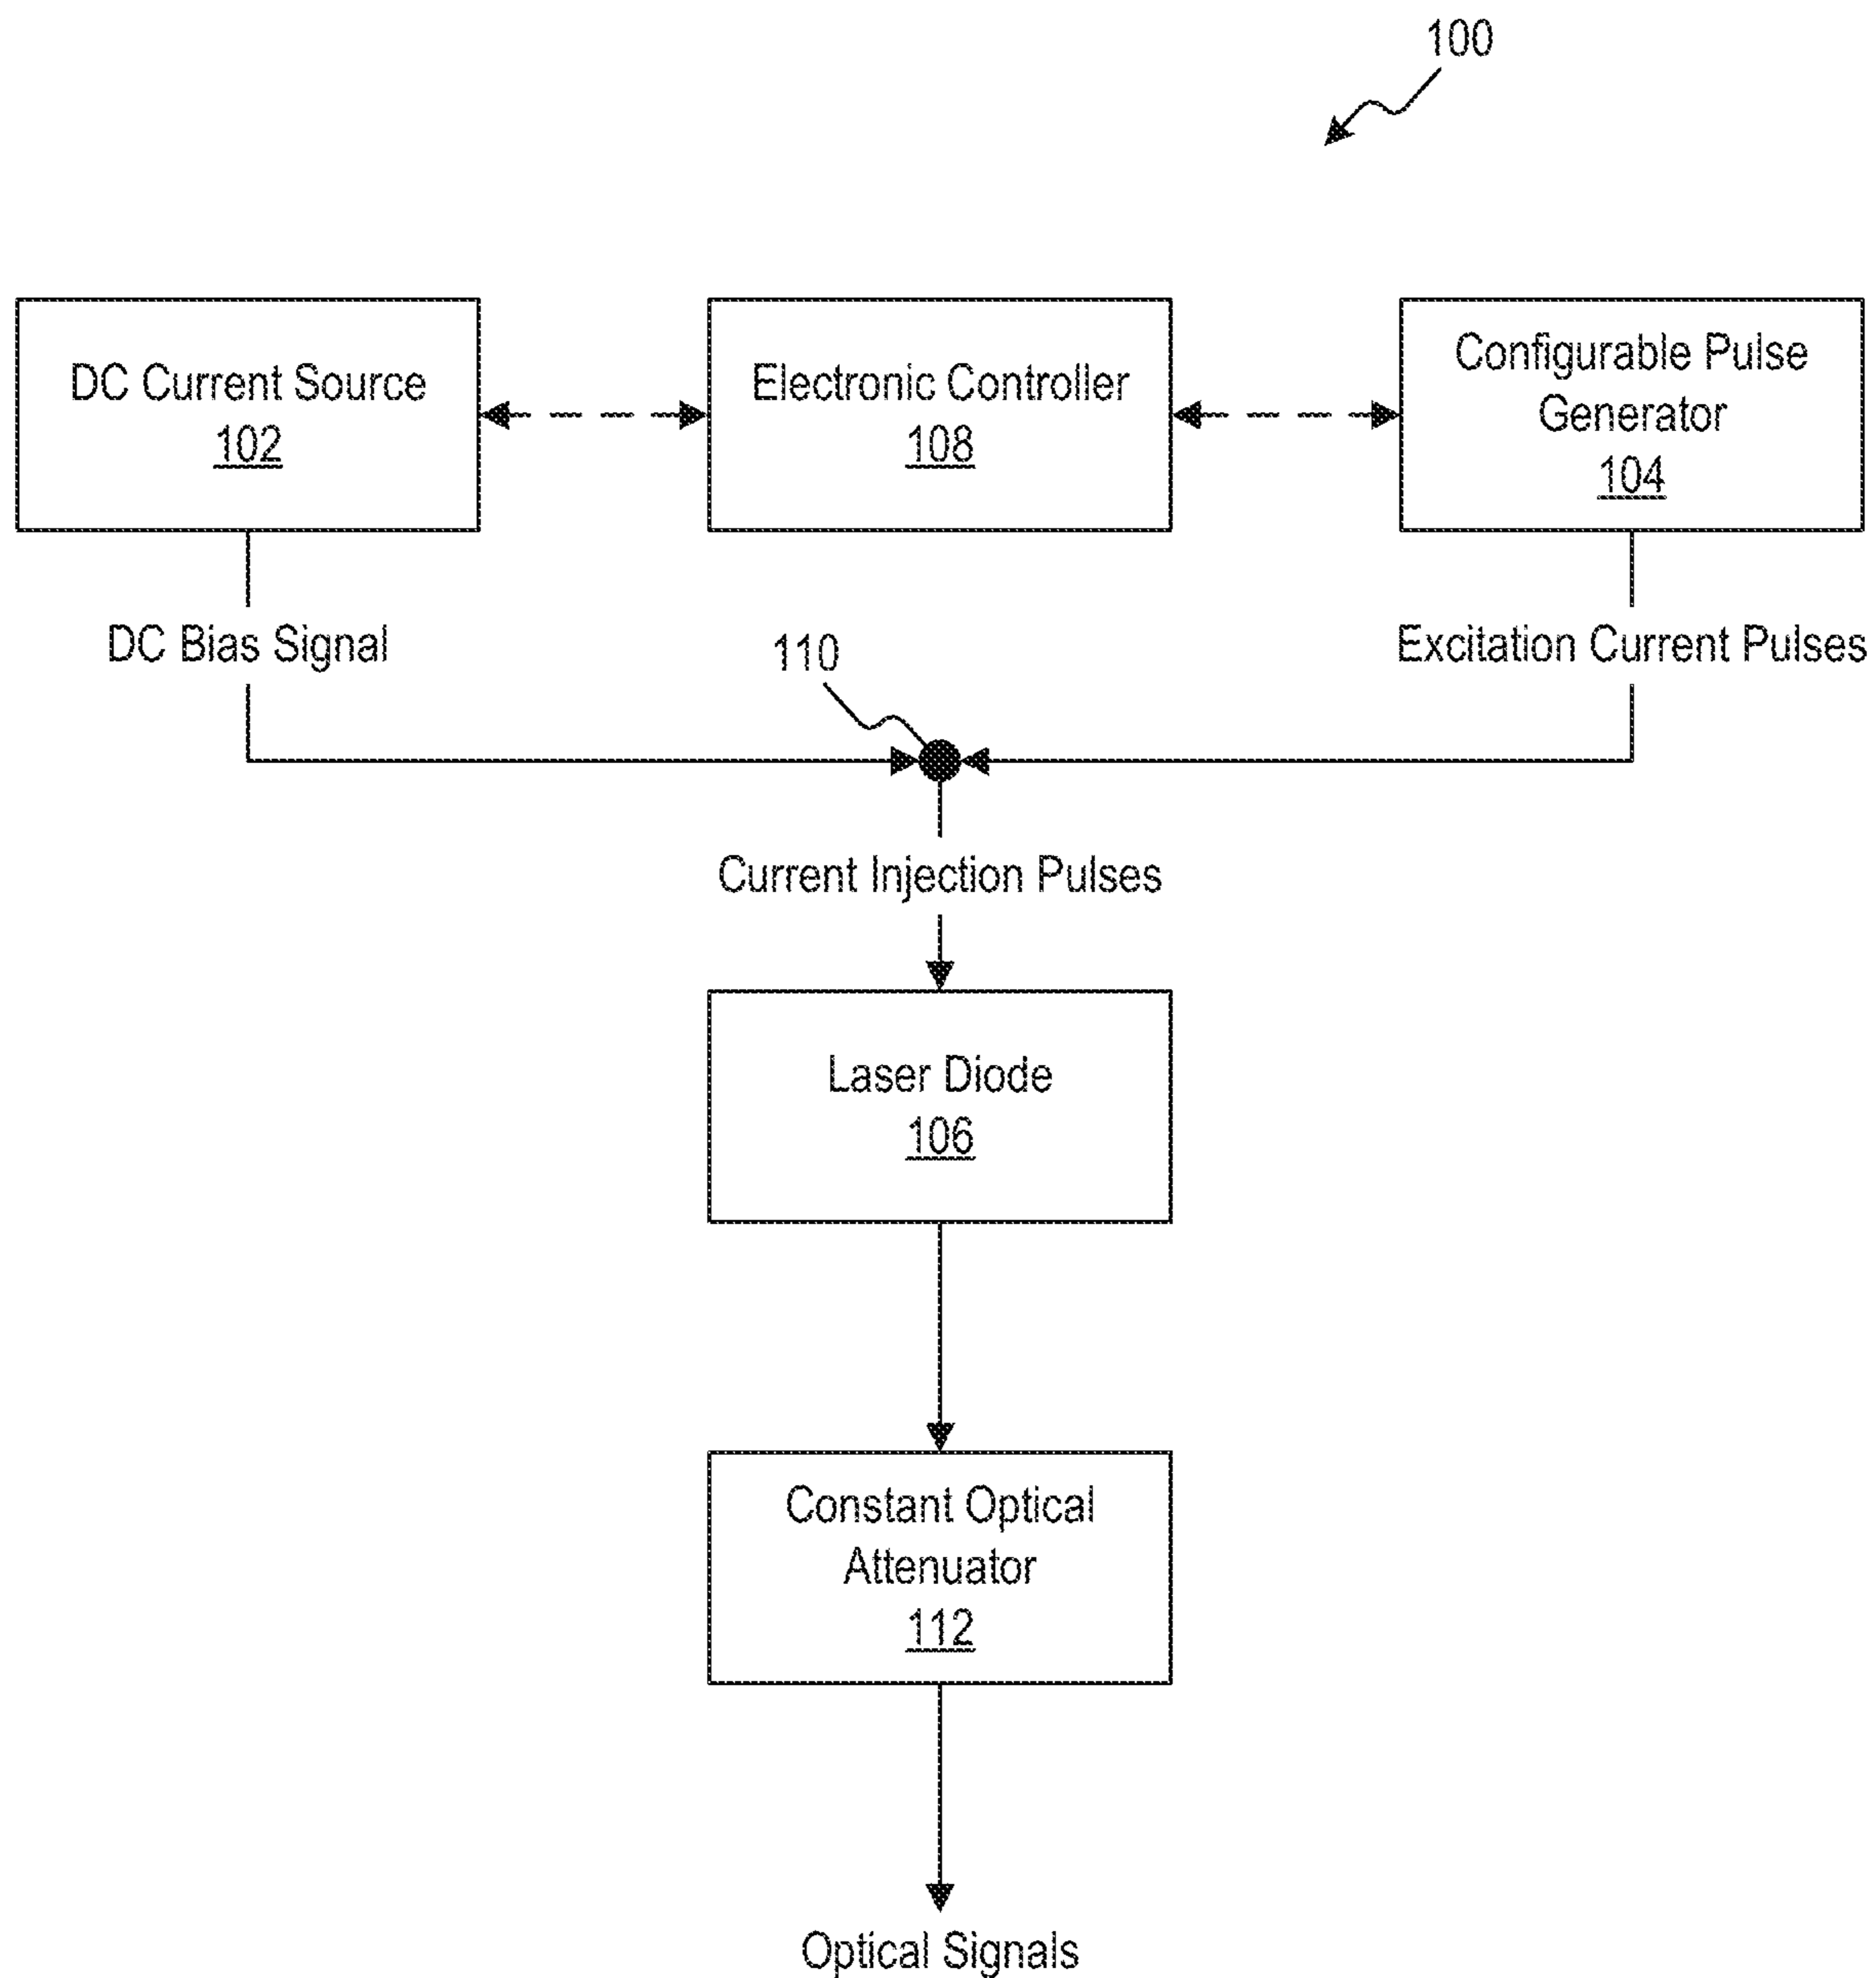 100
DC Current Source
102
Electronic Controller
108
Configurable Pulse
Generator
104
DC Bias Signal
Excitation Current Pulses
110
Current Injection Pulses
Laser Diode
106
Constant Optical
Attenuator
112
Optical Signals